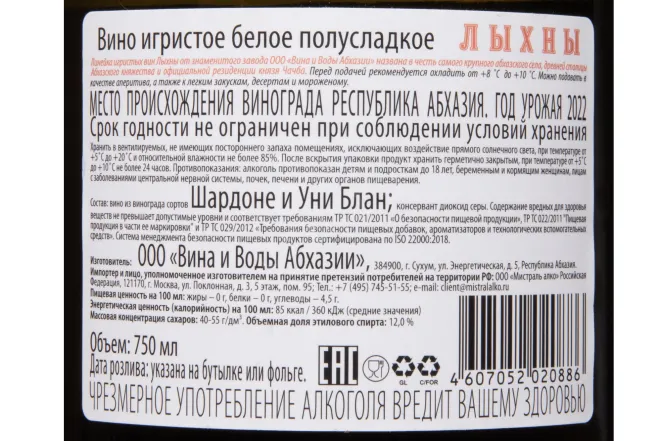 Вино игристое белое полусладкое ЛЫХНЫ
Линейка игристых вин Лыхны от знаменитого завода ООО «Вина и Воды Абхазии» названа в честь самого крупного абхазского села, древней столицы
Абхазского княжества и официальной резиденции князя Чачба. Перед подачей рекомендуется охладить от +8 °С до +10 °С. Можно подавать в
качестве аперитива, а также к легким закускам, десертам и мороженому.
МЕСТО ПРОИСХОЖДЕНИЯ ВИНОГРАДА РЕСПУБЛИКА АБХАЗИЯ. ГОД УРОЖАЯ 2022
Срок годности не ограничен при соблюдении условий хранения
Хранить в вентилируемых, не имеющих постороннего запаха помещениях, исключающих воздействие прямого солнечного света, при температуре от
+5°С до +20°С и относительной влажности не более 85%. После вскрытия упаковки продукт хранить герметично закрытым, при температуре от +5°С
до +10°С не более 24 часов. Противопоказания: алкоголь противопоказан детям и подросткам до 18 лет, беременным и кормящим женщинам, лицам
с заболеваниями центральной нервной системы, почек, печени и других органов пищеварения.
Состав: вино из винограда сортов Шардоне и Уни Блан; консервант диоксид серы. Содержание вредных для здоровья
веществ не превышает допустимые уровни и соответствует требованиям ТР ТС 021/2011 «О безопасности пищевой продукции», ТР ТС 022/2011 "Пищевая
продукция в части ее маркировки" и ТР ТС 029/2012 «Требования безопасности пищевых добавок, ароматизаторов и технологических вспомогательных
средств». Система менеджмента безопасности пищевых продуктов сертифицирована по ISO 22000:2018.
Изготовитель: ООО «Вина и Воды Абхазии», 384900, г. Сухум, ул. Энергетическая, д. 5, Республика Абхазия.
Импортер и лицо, уполномоченное изготовителем на принятие претензий потребителей на территории РФ: ООО «Мистраль алко» Российская
Федерация, 121170, г. Москва, ул. Поклонная, д. 3, 5 этаж, пом. 95; Тел.: +7 (495) 745-51-55; e-mail: client@mistralalko.ru
Пищевая ценность на 100 мл: жиры – 0 г, белки – 0 г, углеводы – 4,5 г.
Энергетическая ценность (калорийность) на 100 мл: 85 ккал / 360 кДж (средние значения)
Массовая концентрация сахаров: 40-55 г/дм³. Объемная доля этилового спирта: 12,0 %
Объем: 750 мл
Дата розлива: указана на бутылке или фольге.
EAC GL C/FOR 4 607052 020886
ЧРЕЗМЕРНОЕ УПОТРЕБЛЕНИЕ АЛКОГОЛЯ ВРЕДИТ ВАШЕМУ ЗДОРОВЬЮ